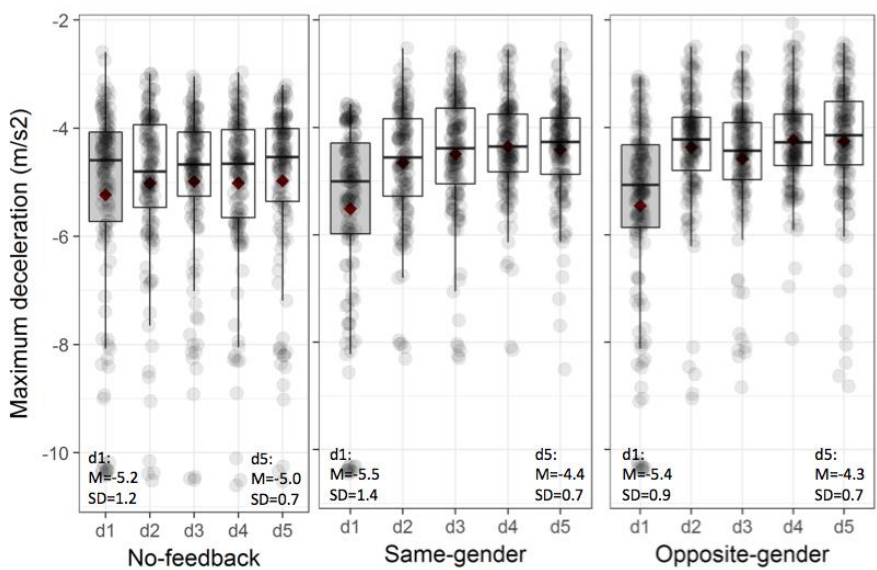 Maximum deceleration (m/s2)
-2
-4
-6
-8
-10
d1:
M=-5.2
SD=1.2
d5:
M=-5.0
SD=0.7
d1 d2 d3 d4 d5
No-feedback
d1:
M=-5.5
SD=1.4
d5:
M=-4.4
SD=0.7
d1 d2 d3 d4 d5
Same-gender
d1:
M=-5.4
SD=0.9
d5:
M=-4.3
SD=0.7
d1 d2 d3 d4 d5
Opposite-gender